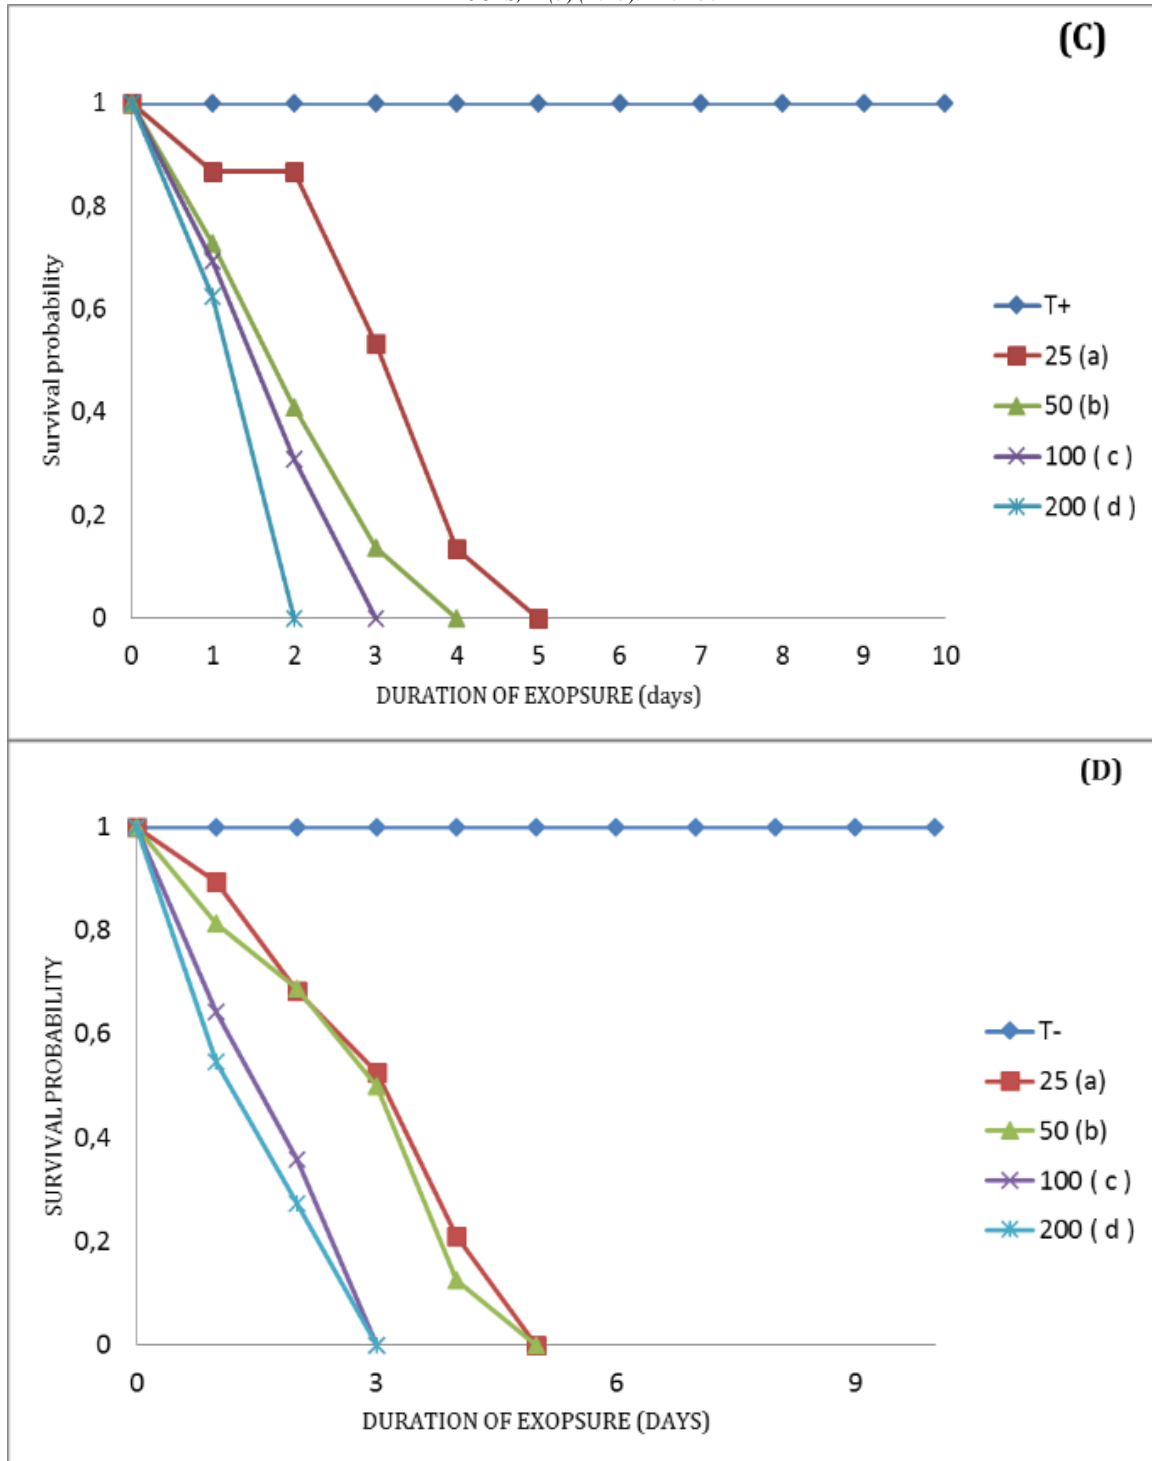 (C)
1
0,8
0,6
0,4
0,2
0
Survival probability
0 1 2 3 4 5 6 7 8 9 10
DURATION OF EXOPSURE (days)
T+
25 (a)
50 (b)
100 ( c )
200 ( d )
(D)
1
0,8
0,6
0,4
0,2
0
SURVIVAL PROBABILITY
0 3 6 9
DURATION OF EXOPSURE (DAYS)
T-
25 (a)
50 (b)
100 ( c )
200 ( d )